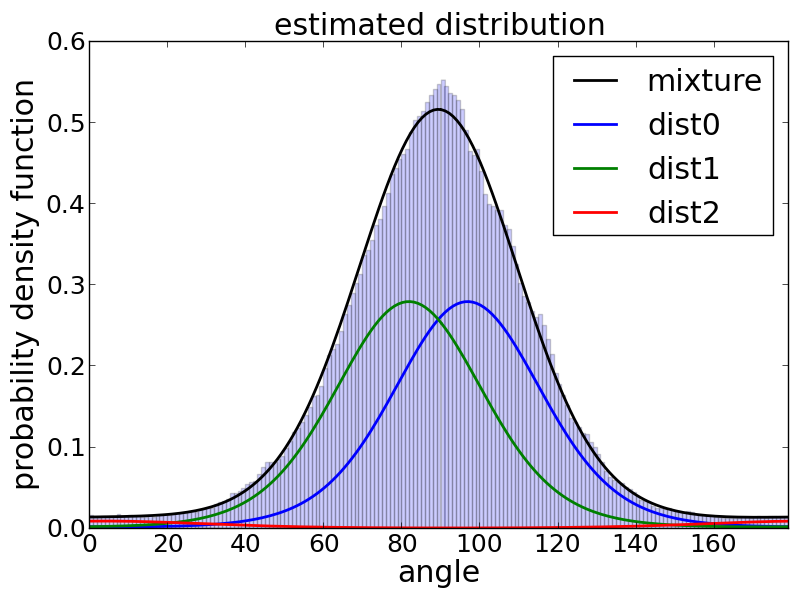 estimated distribution
probability density function
0.6
0.5
0.4
0.3
0.2
0.1
0.0
mixture
dist0
dist1
dist2
0 20 40 60 80 100 120 140 160
angle